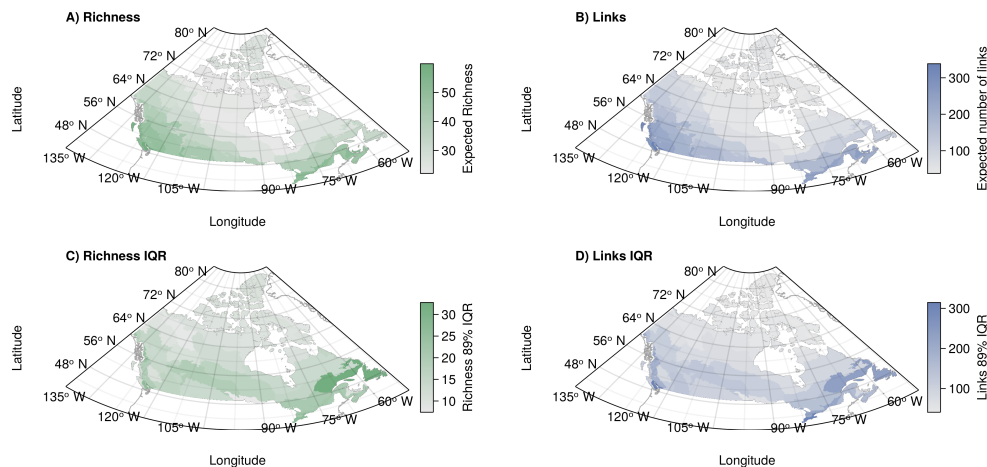 A) Richness
80° N
72° N
64° N
56° N
48° N
135° W
120° W
105° W
90° W
75° W
60° W
Latitude
Longitude
50
40
30
Expected Richness
B) Links
80° N
72° N
64° N
56° N
48° N
135° W
120° W
105° W
90° W
75° W
60° W
Latitude
Longitude
300
200
100
Expected number of links
C) Richness IQR
80° N
72° N
64° N
56° N
48° N
135° W
120° W
105° W
90° W
75° W
60° W
Latitude
Longitude
30
25
20
15
10
Richness 89% IQR
D) Links IQR
80° N
72° N
64° N
56° N
48° N
135° W
120° W
105° W
90° W
75° W
60° W
Latitude
Longitude
300
200
100
Links 89% IQR